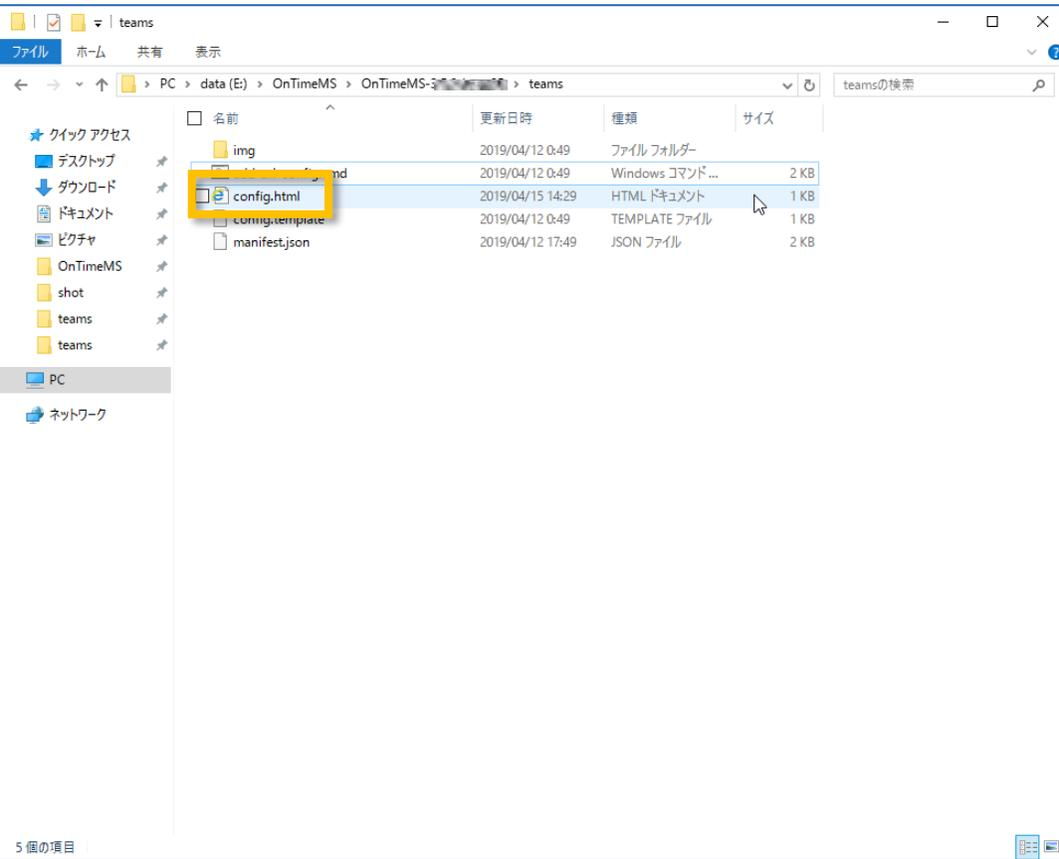 teams
ファイル ホーム 共有 表示
PC data (E:) OnTimeMS OnTimeMS- teams teamsの検索
名前 更新日時 種類 サイズ
クイック アクセス
デスクトップ
ダウンロード
ドキュメント
ピクチャ
OnTimeMS
shot
teams
teams
PC
ネットワーク
img 2019/04/12 0:49 ファイル フォルダー
2019/04/12 0:49 Windows コマンド ... 2 KB
config.html 2019/04/15 14:29 HTML ドキュメント 1 KB
config.template 2019/04/12 0:49 TEMPLATE ファイル 1 KB
manifest.json 2019/04/12 17:49 JSON ファイル 2 KB
5 個の項目